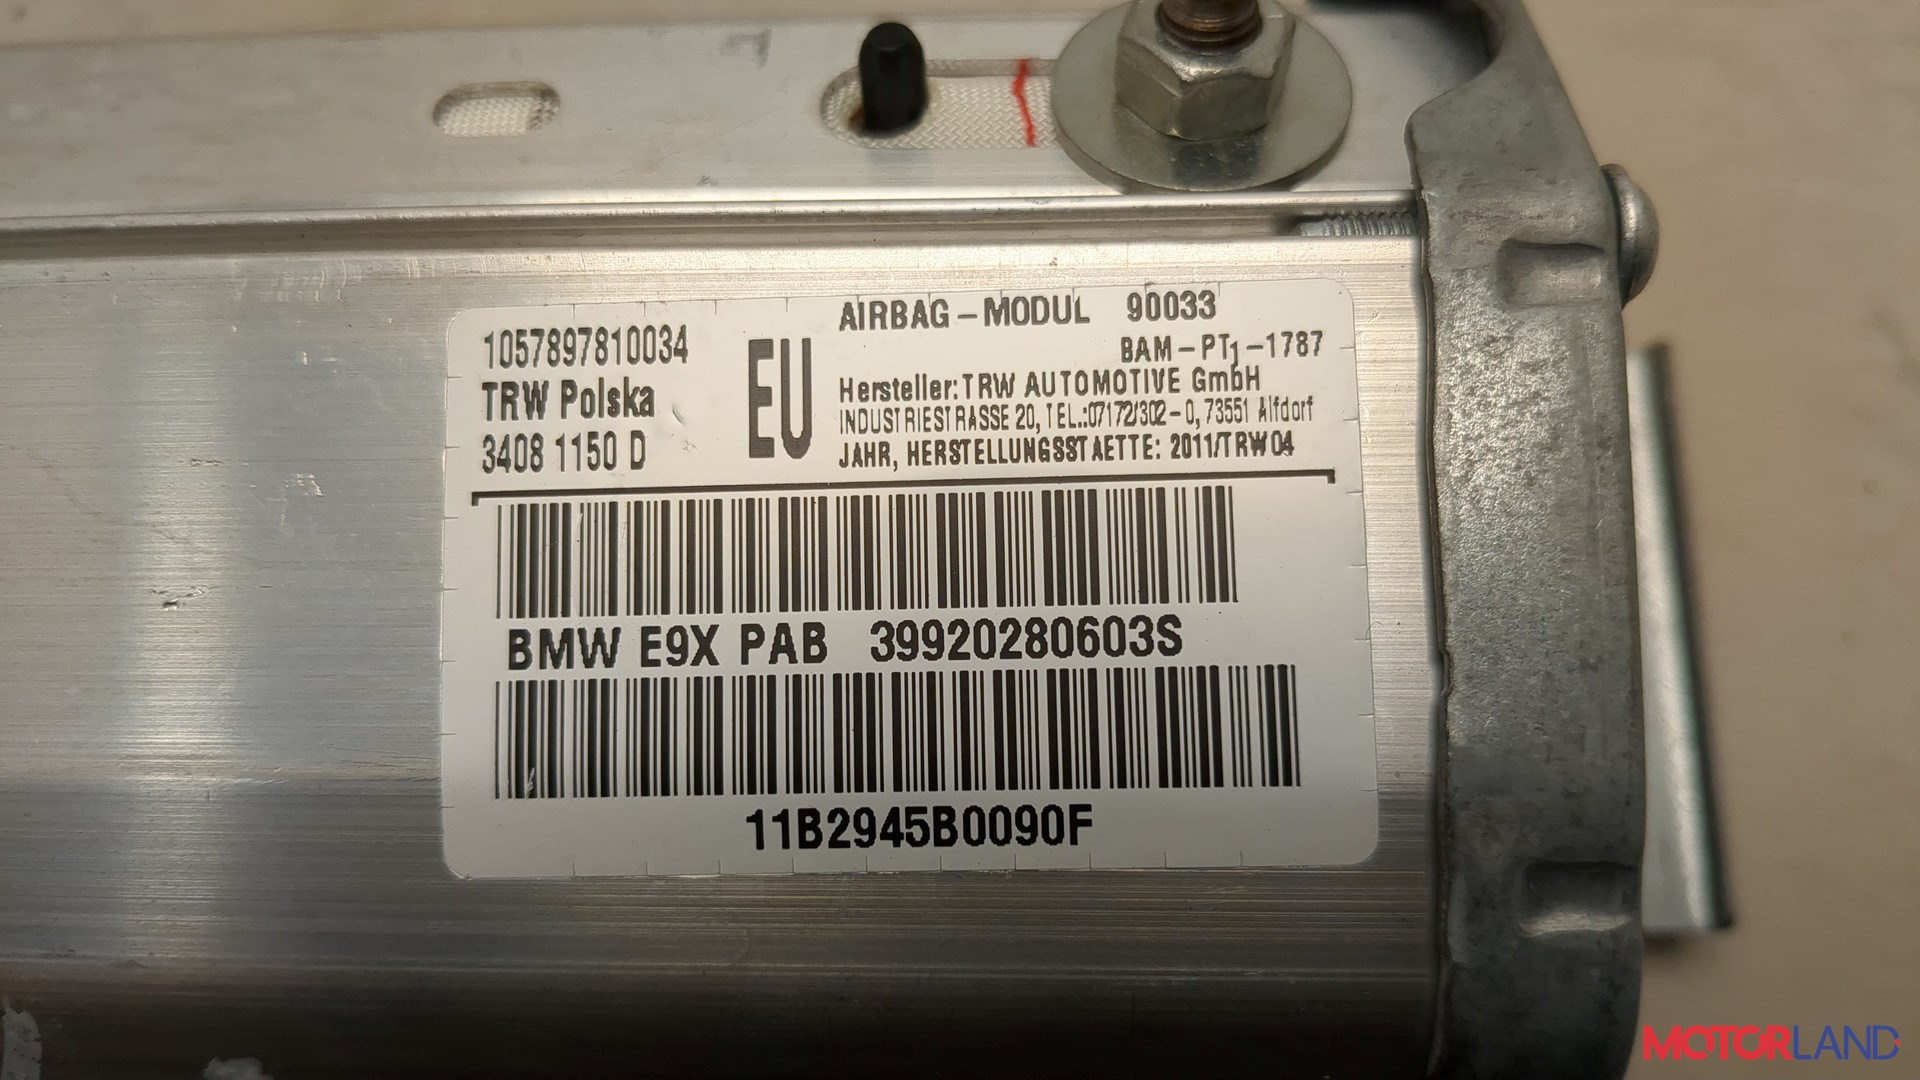 1057897810034
TRW Polska
3408 1150 D
EU
AIRBAG-MODUL 90033
BAM-PT1-1787
Hersteller: TRW AUTOMOTIVE GmbH
INDUSTRIESTRASSE 20, TEL.:07172/302-0, 73551 Alfdorf
JAHR, HERSTELLUNGSSTAETTE: 2011/TRW04
BMW E9X PAB 39920280603S
11B2945B0090F
MOTORLAND